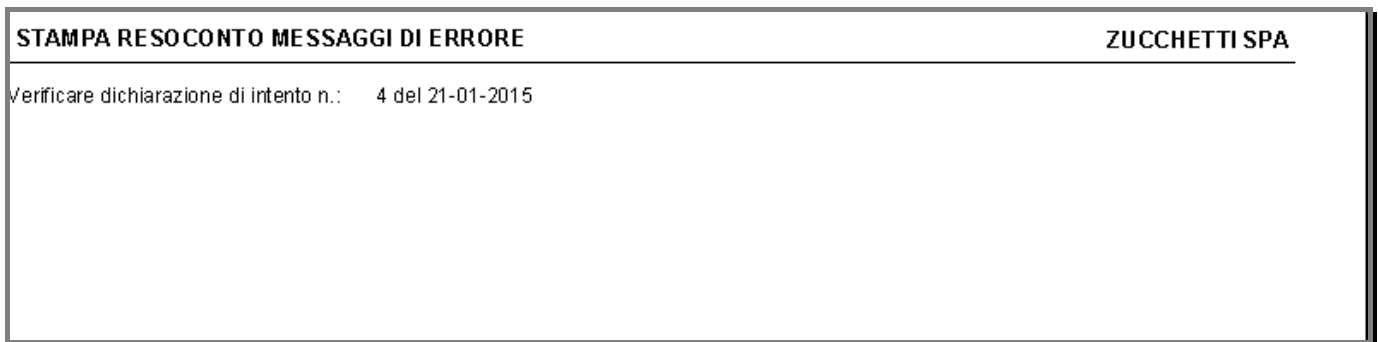 STAMPA RESOCONTO MESSAGGI DI ERRORE ZUCCHETTI SPA
Verificare dichiarazione di intento n.: 4 del 21-01-2015